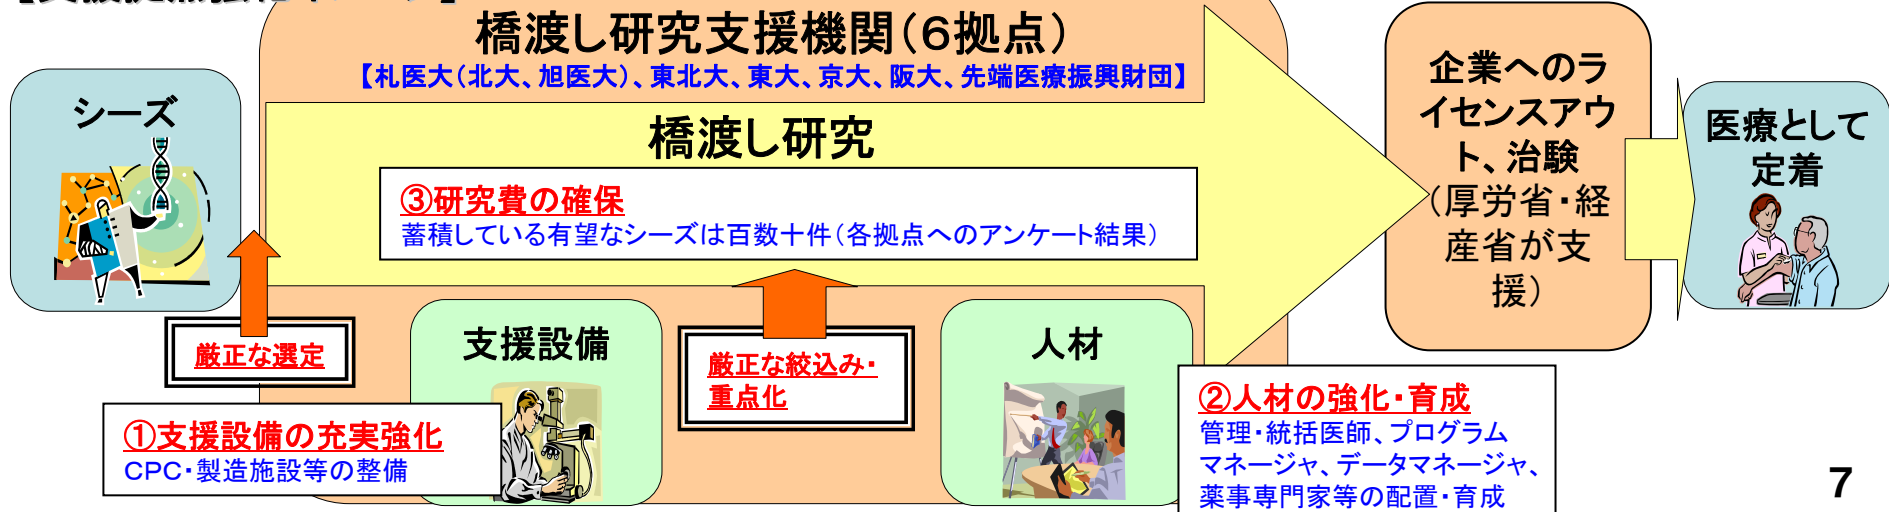 橋渡し研究支援機関(6拠点)
【札医大(北大、旭医大)、東北大、東大、京大、阪大、先端医療振興財団】
シーズ
橋渡し研究
③研究費の確保
蓄積している有望なシーズは百数十件(各拠点へのアンケート結果)
企業へのラ
イセンスアウ
ト、治験
(厚労省・経
産省が支
援)
医療として
定着
厳正な選定
支援設備
厳正な絞込み・
重点化
人材
①支援設備の充実強化
CPC・製造施設等の整備
②人材の強化・育成
管理・統括医師、プログラム
マネージャ、データマネージャ、
薬事専門家等の配置・育成
7